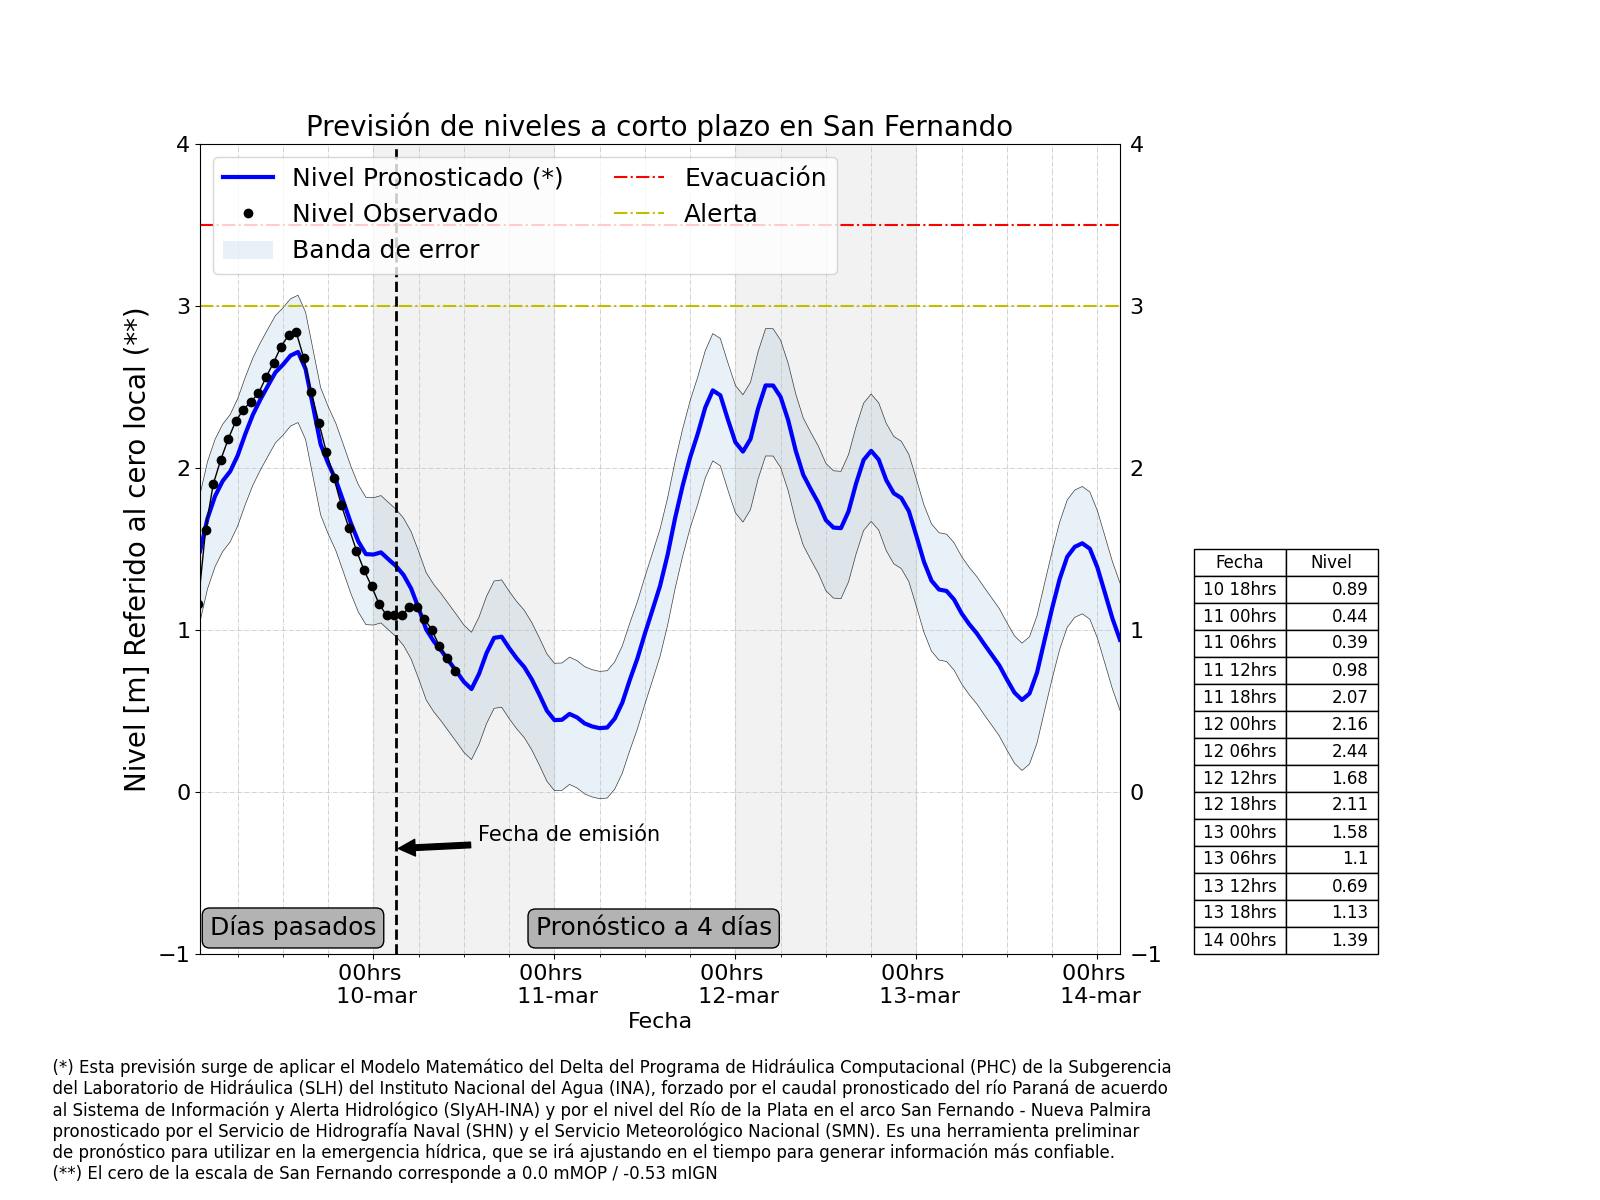 Previsión de niveles a corto plazo en San Fernando
Nivel Pronosticado (*)
Nivel Observado
Banda de error
Evacuación
Alerta
Nivel [m] Referido al cero local (**)
4
3
2
1
0
−1
4
3
2
1
0
−1
Fecha de emisión
Días pasados
Pronóstico a 4 días
00hrs
10-mar
00hrs
11-mar
00hrs
12-mar
00hrs
13-mar
00hrs
14-mar
Fecha
Fecha Nivel
10 18hrs 0.89
11 00hrs 0.44
11 06hrs 0.39
11 12hrs 0.98
11 18hrs 2.07
12 00hrs 2.16
12 06hrs 2.44
12 12hrs 1.68
12 18hrs 2.11
13 00hrs 1.58
13 06hrs 1.1
13 12hrs 0.69
13 18hrs 1.13
14 00hrs 1.39
(*) Esta previsión surge de aplicar el Modelo Matemático del Delta del Programa de Hidráulica Computacional (PHC) de la Subgerencia
del Laboratorio de Hidráulica (SLH) del Instituto Nacional del Agua (INA), forzado por el caudal pronosticado del río Paraná de acuerdo
al Sistema de Información y Alerta Hidrológico (SIyAH-INA) y por el nivel del Río de la Plata en el arco San Fernando - Nueva Palmira
pronosticado por el Servicio de Hidrografía Naval (SHN) y el Servicio Meteorológico Nacional (SMN). Es una herramienta preliminar
de pronóstico para utilizar en la emergencia hídrica, que se irá ajustando en el tiempo para generar información más confiable.
(**) El cero de la escala de San Fernando corresponde a 0.0 mMOP / -0.53 mIGN